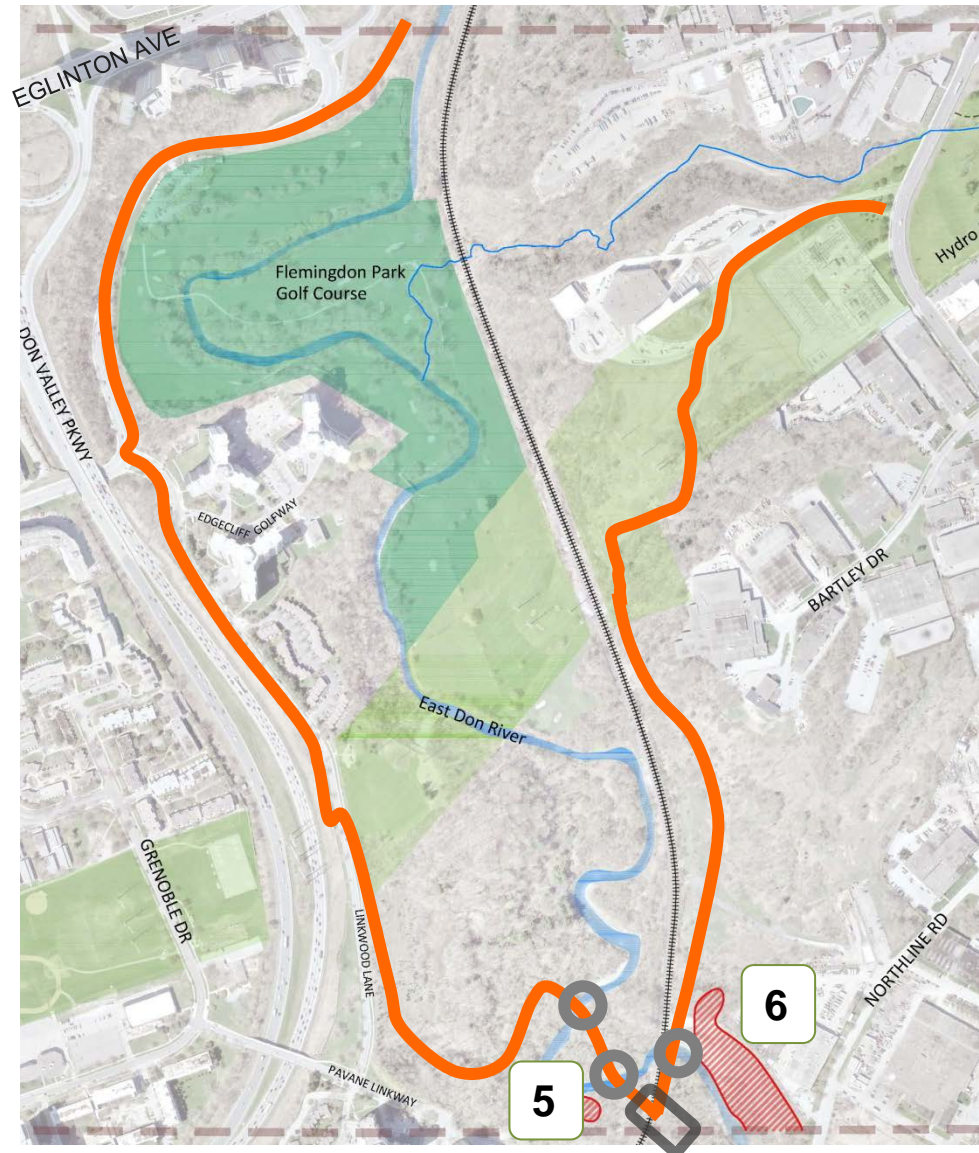 EGLINTON AVE
Flemingdon Park
Golf Course
Hydro
DON VALLEY PKWY
EDGECLIFF GOLFWAY
BARTLEY DR
East Don River
GRENOBLE DR
LINKWOOD LANE
NORTHLINE RD
6
PAVANE LINKWAY
5